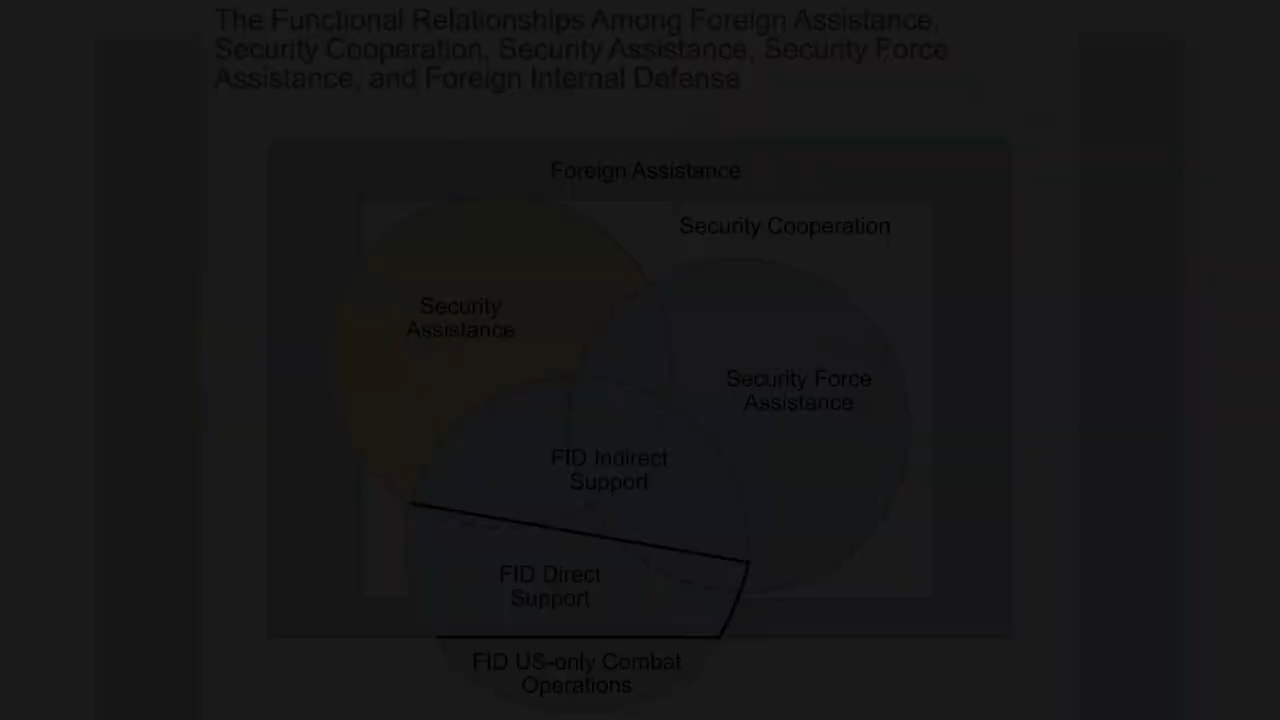 The Functional Relationships Among Foreign Assistance,
Security Cooperation, Security Assistance, Security Force
Assistance, and Foreign Internal Defense
Foreign Assistance
Security Cooperation
Security
Assistance
Security Force
Assistance
FID Indirect
Support
FID Direct
Support
FID US-only Combat
Operations